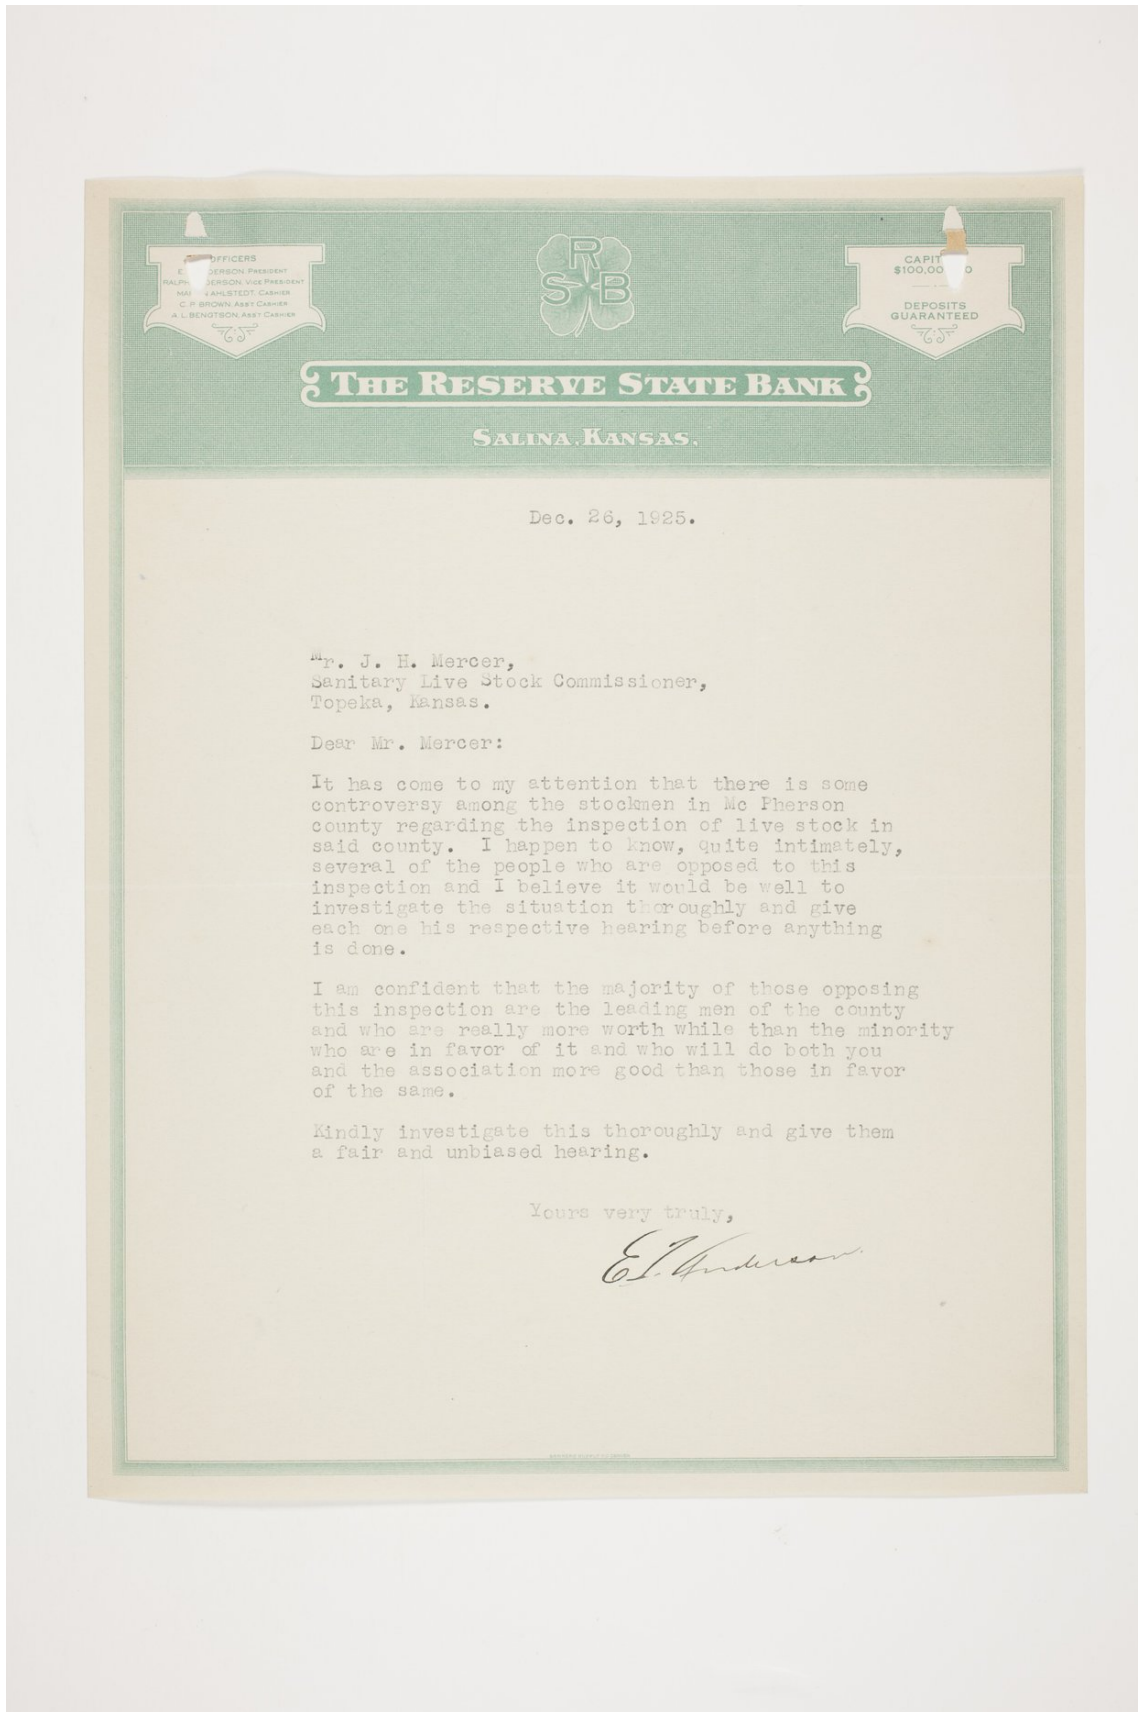 OFFICERS
PRESIDENT
VICE PRESIDENT
AHLSTEDT, CASHIER
C. P. BROWN, ASS'T CASHIER
A. L. BENGTSON, ASS'T CASHIER
R
S B
DEPOSITS
GUARANTEED
THE RESERVE STATE BANK
SALINA, KANSAS.
Dec. 26, 1925.
Mr. J. H. Mercer,
Sanitary Live Stock Commissioner,
Topeka, Kansas.
Dear Mr. Mercer:
It has come to my attention that there is some
controversy among the stockmen in Mc Pherson
county regarding the inspection of live stock in
said county.  I happen to know, quite intimately,
several of the people who are opposed to this
inspection and I believe it would be well to
investigate the situation thoroughly and give
each one his respective hearing before anything
is done.
I am confident that the majority of those opposing
this inspection are the leading men of the county
and who are really more worth while than the minority
who are in favor of it and who will do both you
and the association more good than those in favor
of the same.
Kindly investigate this thoroughly and give them
a fair and unbiased hearing.
Yours very truly,
E T. Anderson